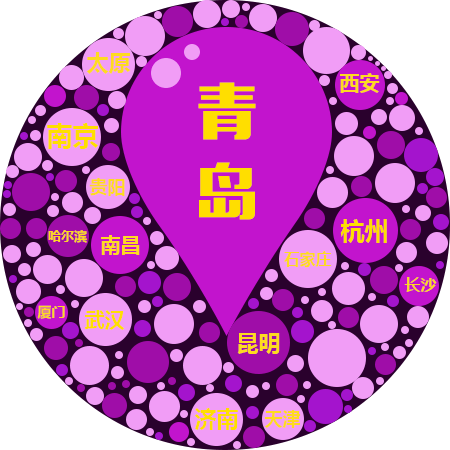 青
岛
太原
西安
南京
贵阳
哈尔滨
南昌
杭州
石家庄
长沙
厦门
武汉
昆明
济南
天津